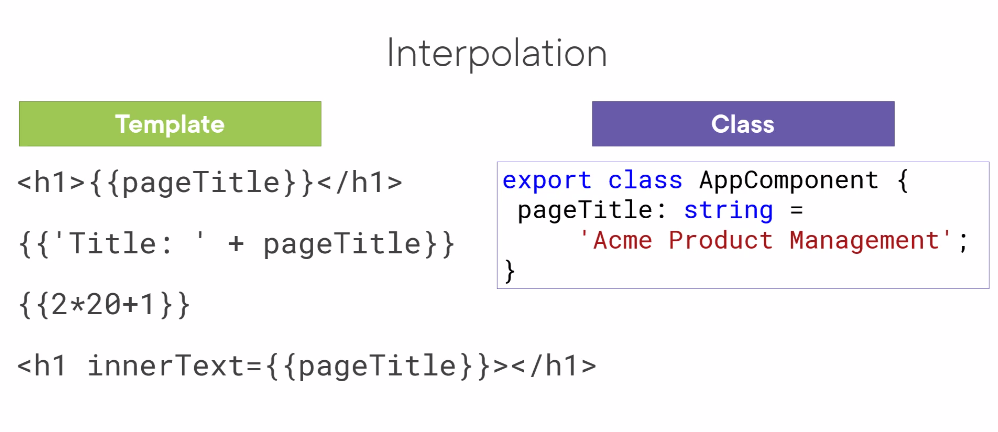 Interpolation
Template
<h1>{{pageTitle}}</h1>
{{'Title: ' + pageTitle}}
{{2*20+1}}
<h1 innerText={{pageTitle}}></h1>
Class
export class AppComponent {
 pageTitle: string =
     'Acme Product Management';
}